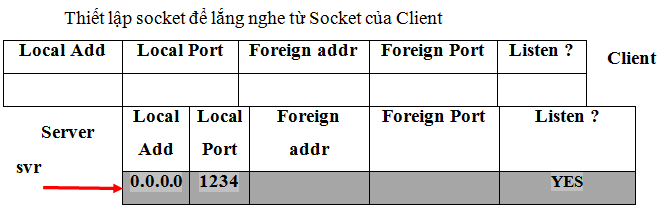 Thiết lập socket để lắng nghe từ Socket của Client
Local Add Local Port Foreign addr Foreign Port Listen ?
Client
Server
svr
Local Add Local Port Foreign addr Foreign Port Listen ?
0.0.0.0 1234 YES